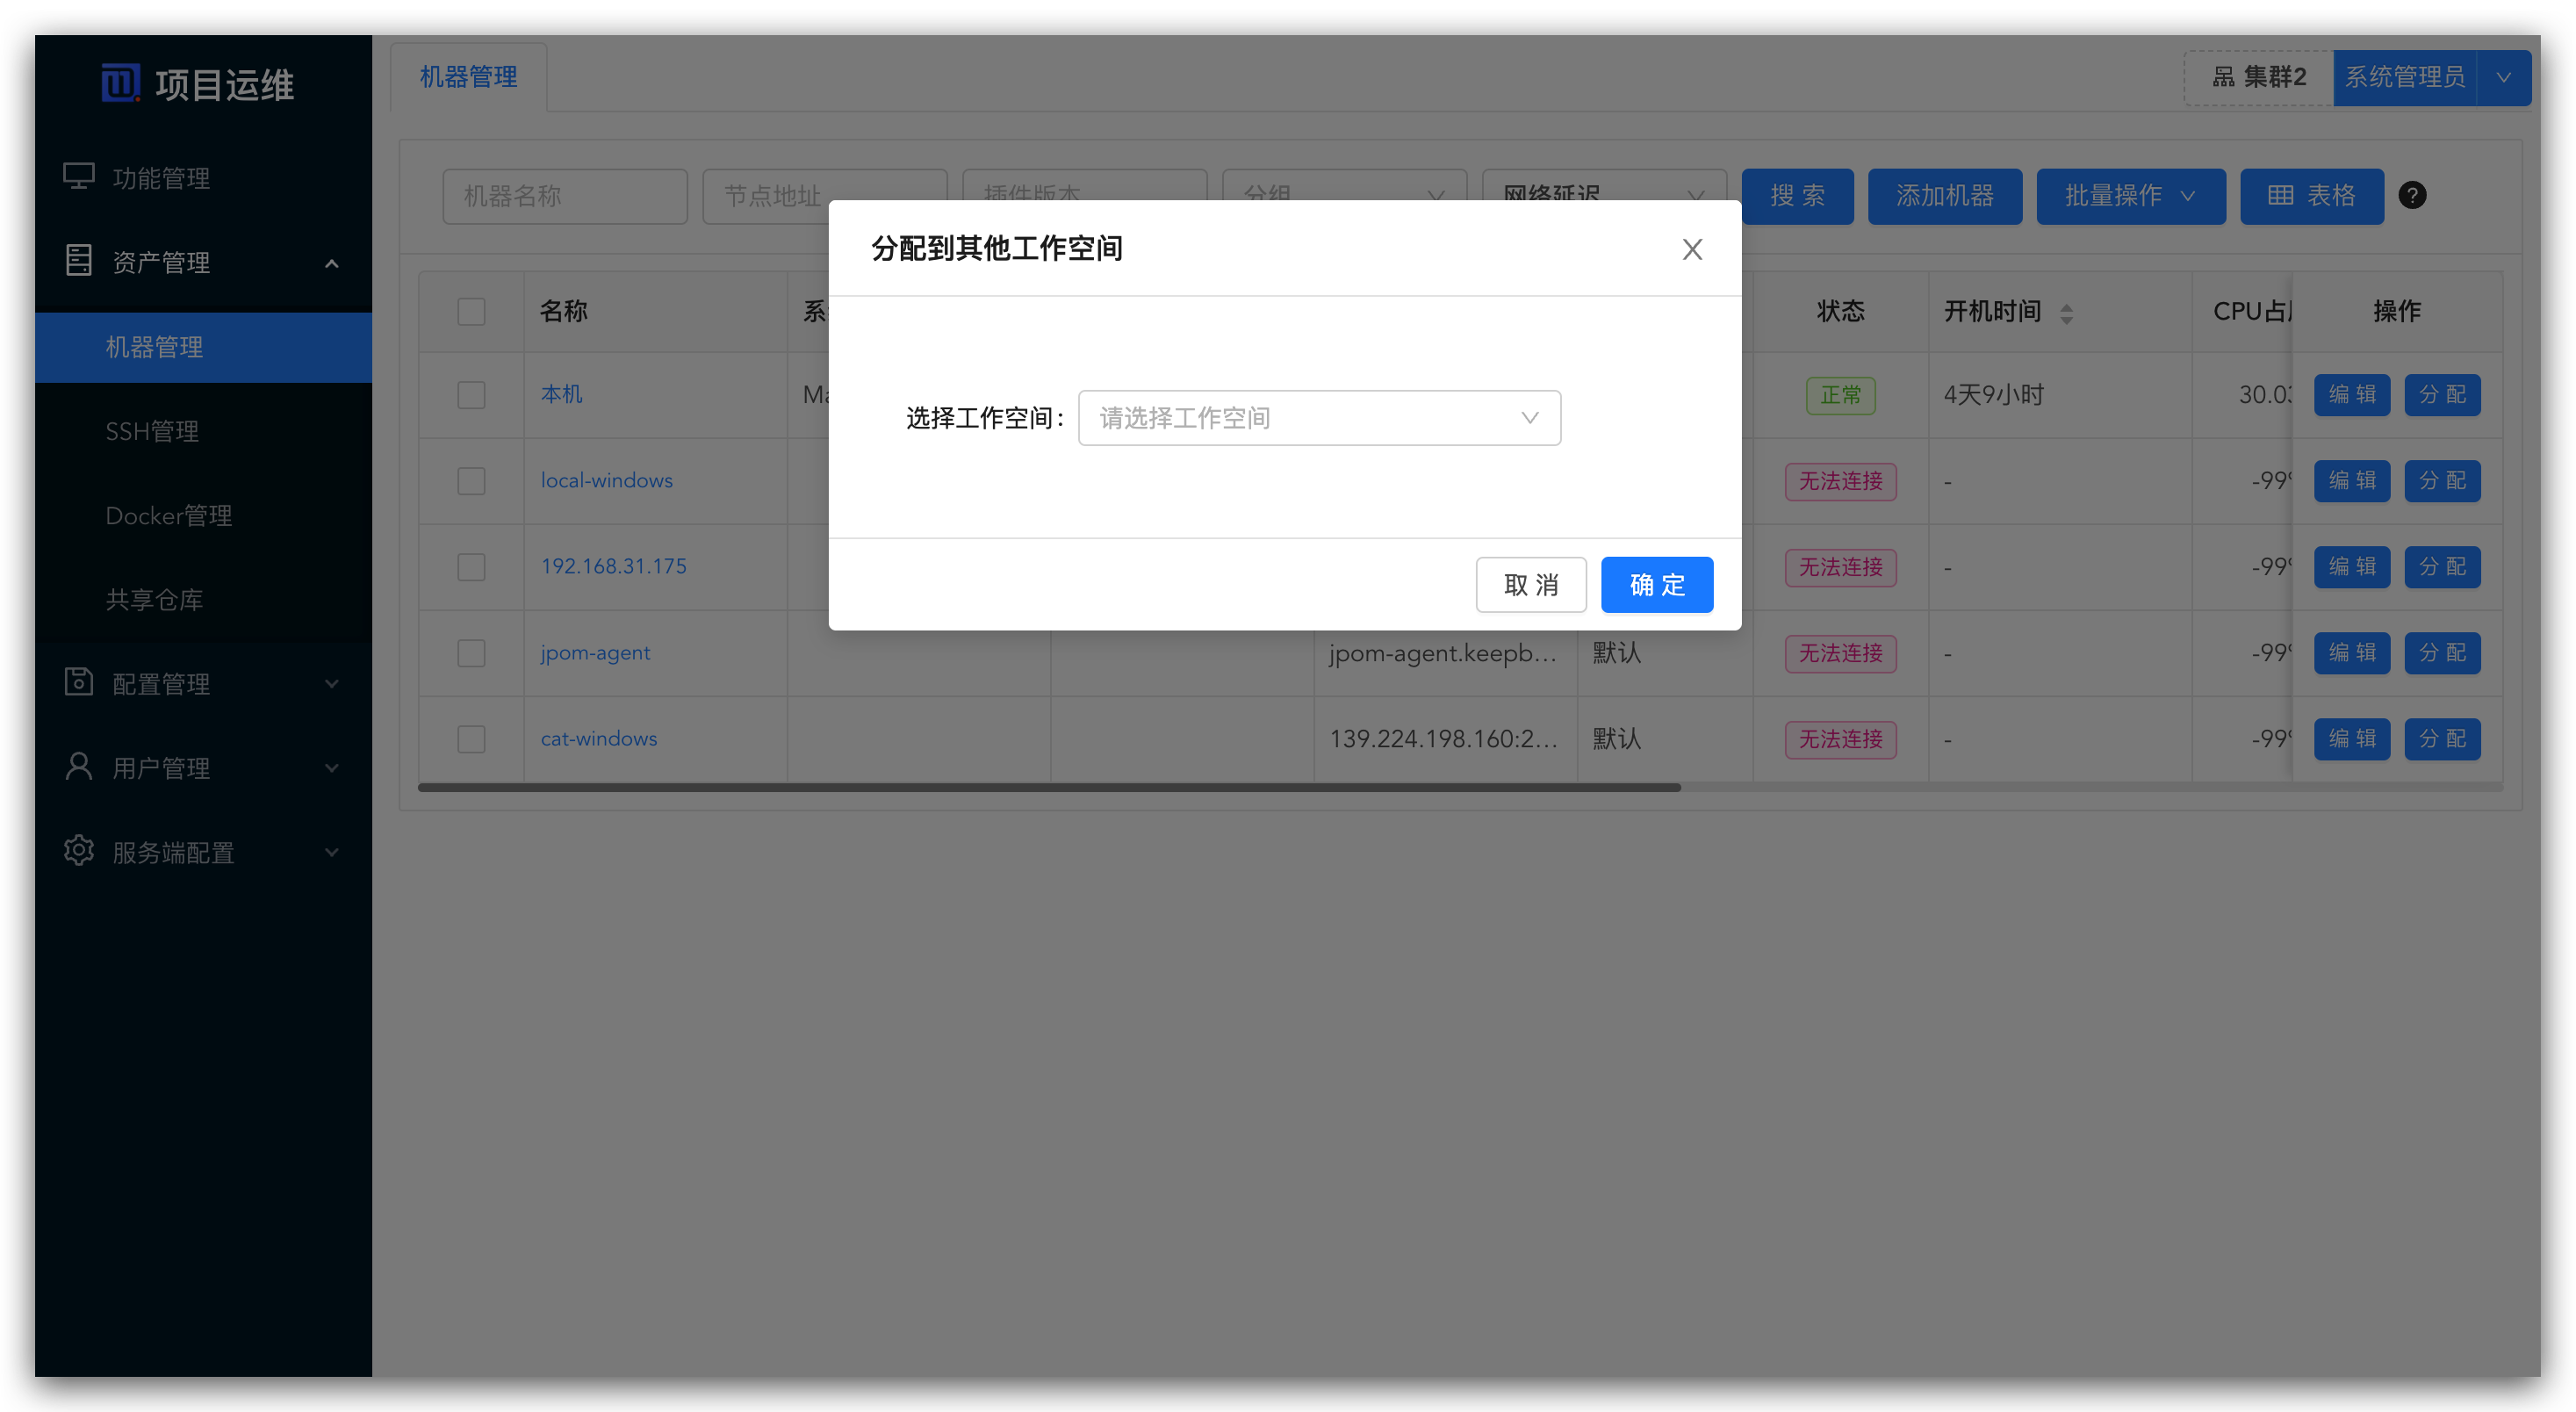 项目运维
功能管理
资产管理
机器管理
SSH管理
Docker管理
共享仓库
配置管理
用户管理
服务端配置
机器管理
集群2 系统管理员
机器名称 节点地址 插件版本 分组 网络延迟 搜 索 添加机器 批量操作 表格 ?
分配到其他工作空间
选择工作空间： 请选择工作空间
取 消 确 定
名称 系 状态 开机时间 CPU占 操作
本机 Ma 正常 4天9小时 30.03 编 辑 分 配
local-windows 无法连接 - -99% 编 辑 分 配
192.168.31.175 无法连接 - -99% 编 辑 分 配
jpom-agent jpom-agent.keepb... 默认 无法连接 - -99% 编 辑 分 配
cat-windows 139.224.198.160:2... 默认 无法连接 - -99% 编 辑 分 配